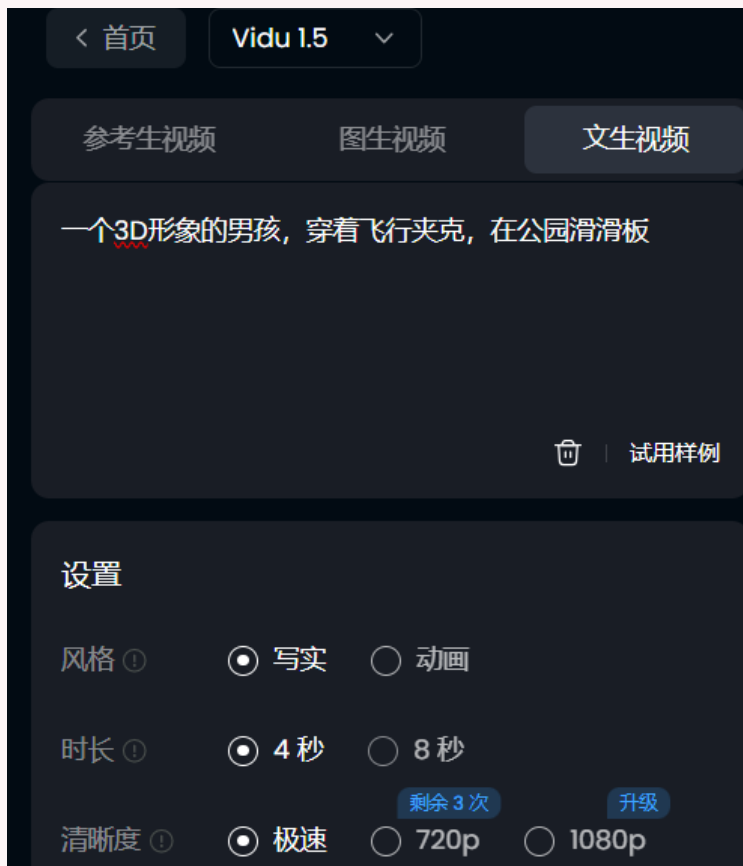 首页 Vidu 1.5
参考生视频 图生视频 文生视频
一个3D形象的男孩，穿着飞行夹克，在公园滑滑板
试用样例
设置
风格 写实 动画
时长 4 秒 8 秒
剩余 3 次 升级
清晰度 极速 720p 1080p